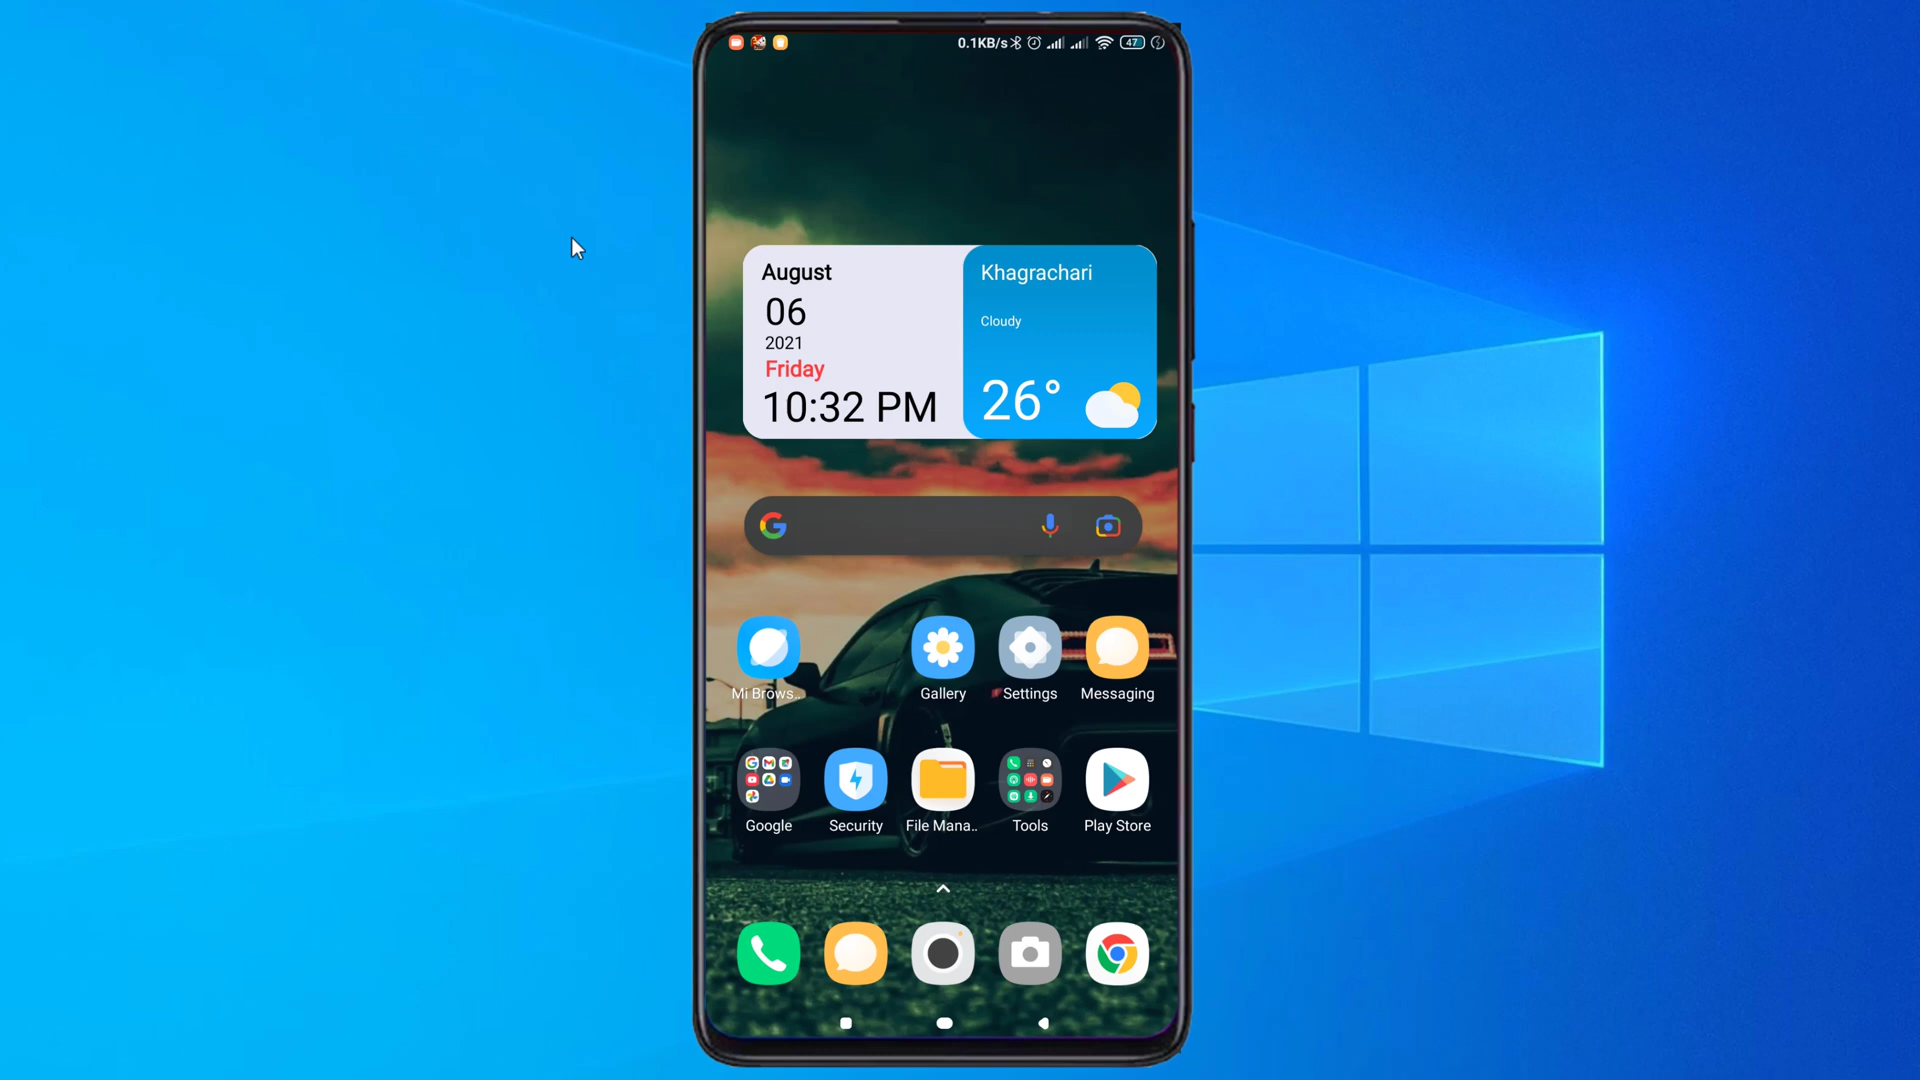 0.1KB/s 47
August
06
2021
Friday
10:32 PM
Khagrachari
Cloudy
26°
Mi Brows..
Gallery
Settings
Messaging
Google
Security
File Mana..
Tools
Play Store